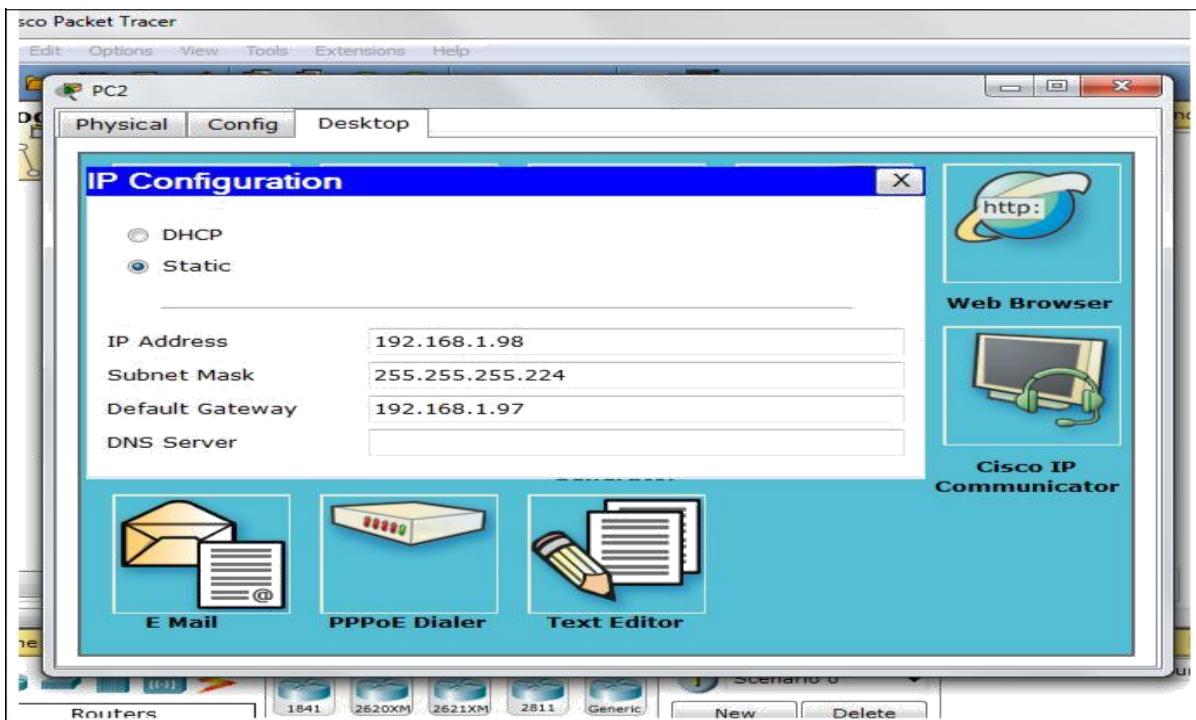 sco Packet Tracer
Edit Options View Tools Extensions Help
PC2
Physical Config Desktop
IP Configuration X
http:
DHCP
Static
Web Browser
IP Address 192.168.1.98
Subnet Mask 255.255.255.224
Default Gateway 192.168.1.97
DNS Server
Cisco IP
Communicator
@
E Mail PPPoE Dialer Text Editor
Scenario 0
Routers 1841 2620XM 2621XM 2811 Generic New Delete